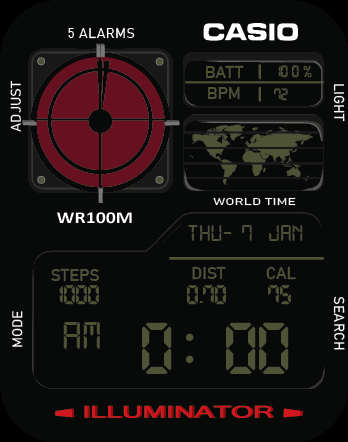 5 ALARMS
CASIO
ADJUST
BATT | 100%
BPM | 72
LIGHT
WORLD TIME
WR100M
THU- 7 JAN
STEPS
1000
DIST
0.70
CAL
75
MODE
AM
0:00
SEARCH
ILLUMINATOR